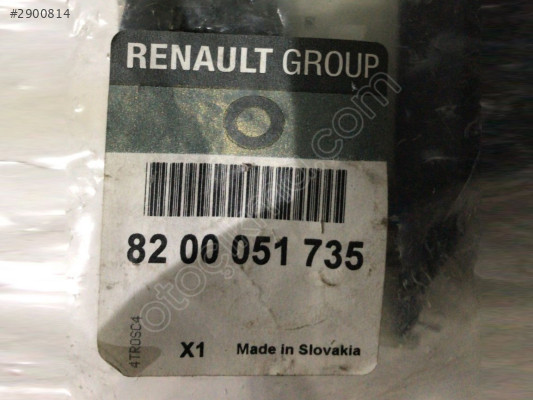 #2900814
RENAULT GROUP
82 00 051 735
4TR0SC4
X1 Made in Slovakia